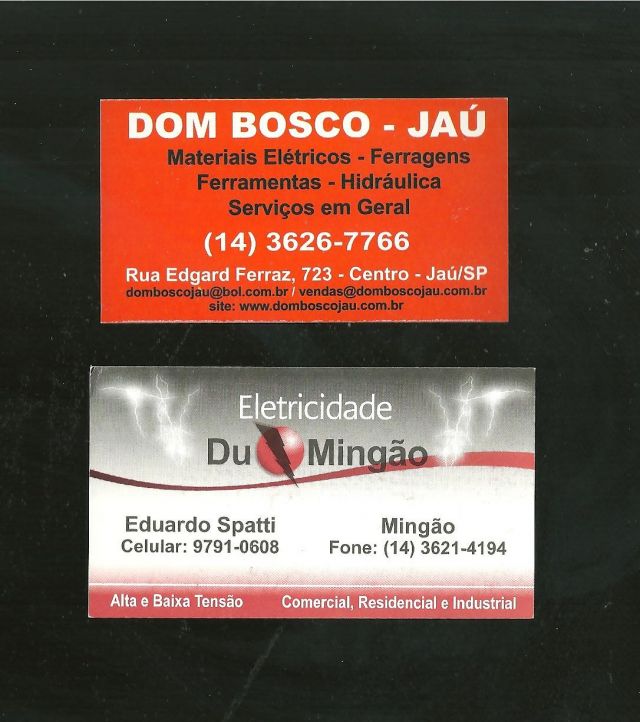 DOM BOSCO - JAÚ
Materiais Elétricos - Ferragens
Ferramentas - Hidráulica
Serviços em Geral
(14) 3626-7766
Rua Edgard Ferraz, 723 - Centro - Jaú/SP
domboscojau@bol.com.br / vendas@domboscojau.com.br
site: www.domboscojau.com.br
Eletricidade
Du Mingão
Eduardo Spatti
Celular: 9791-0608
Mingão
Fone: (14) 3621-4194
Alta e Baixa Tensão
Comercial, Residencial e Industrial